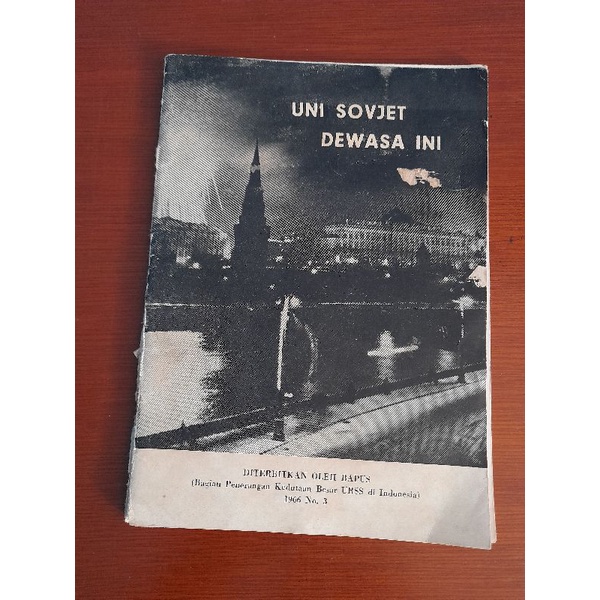 UNI SOVJET
DEWASA INI
DITERBITKAN OLEH BAPUS
(Bagian Penerangan Kedutaan Besar URSS di Indonesia)
1966 No. 3